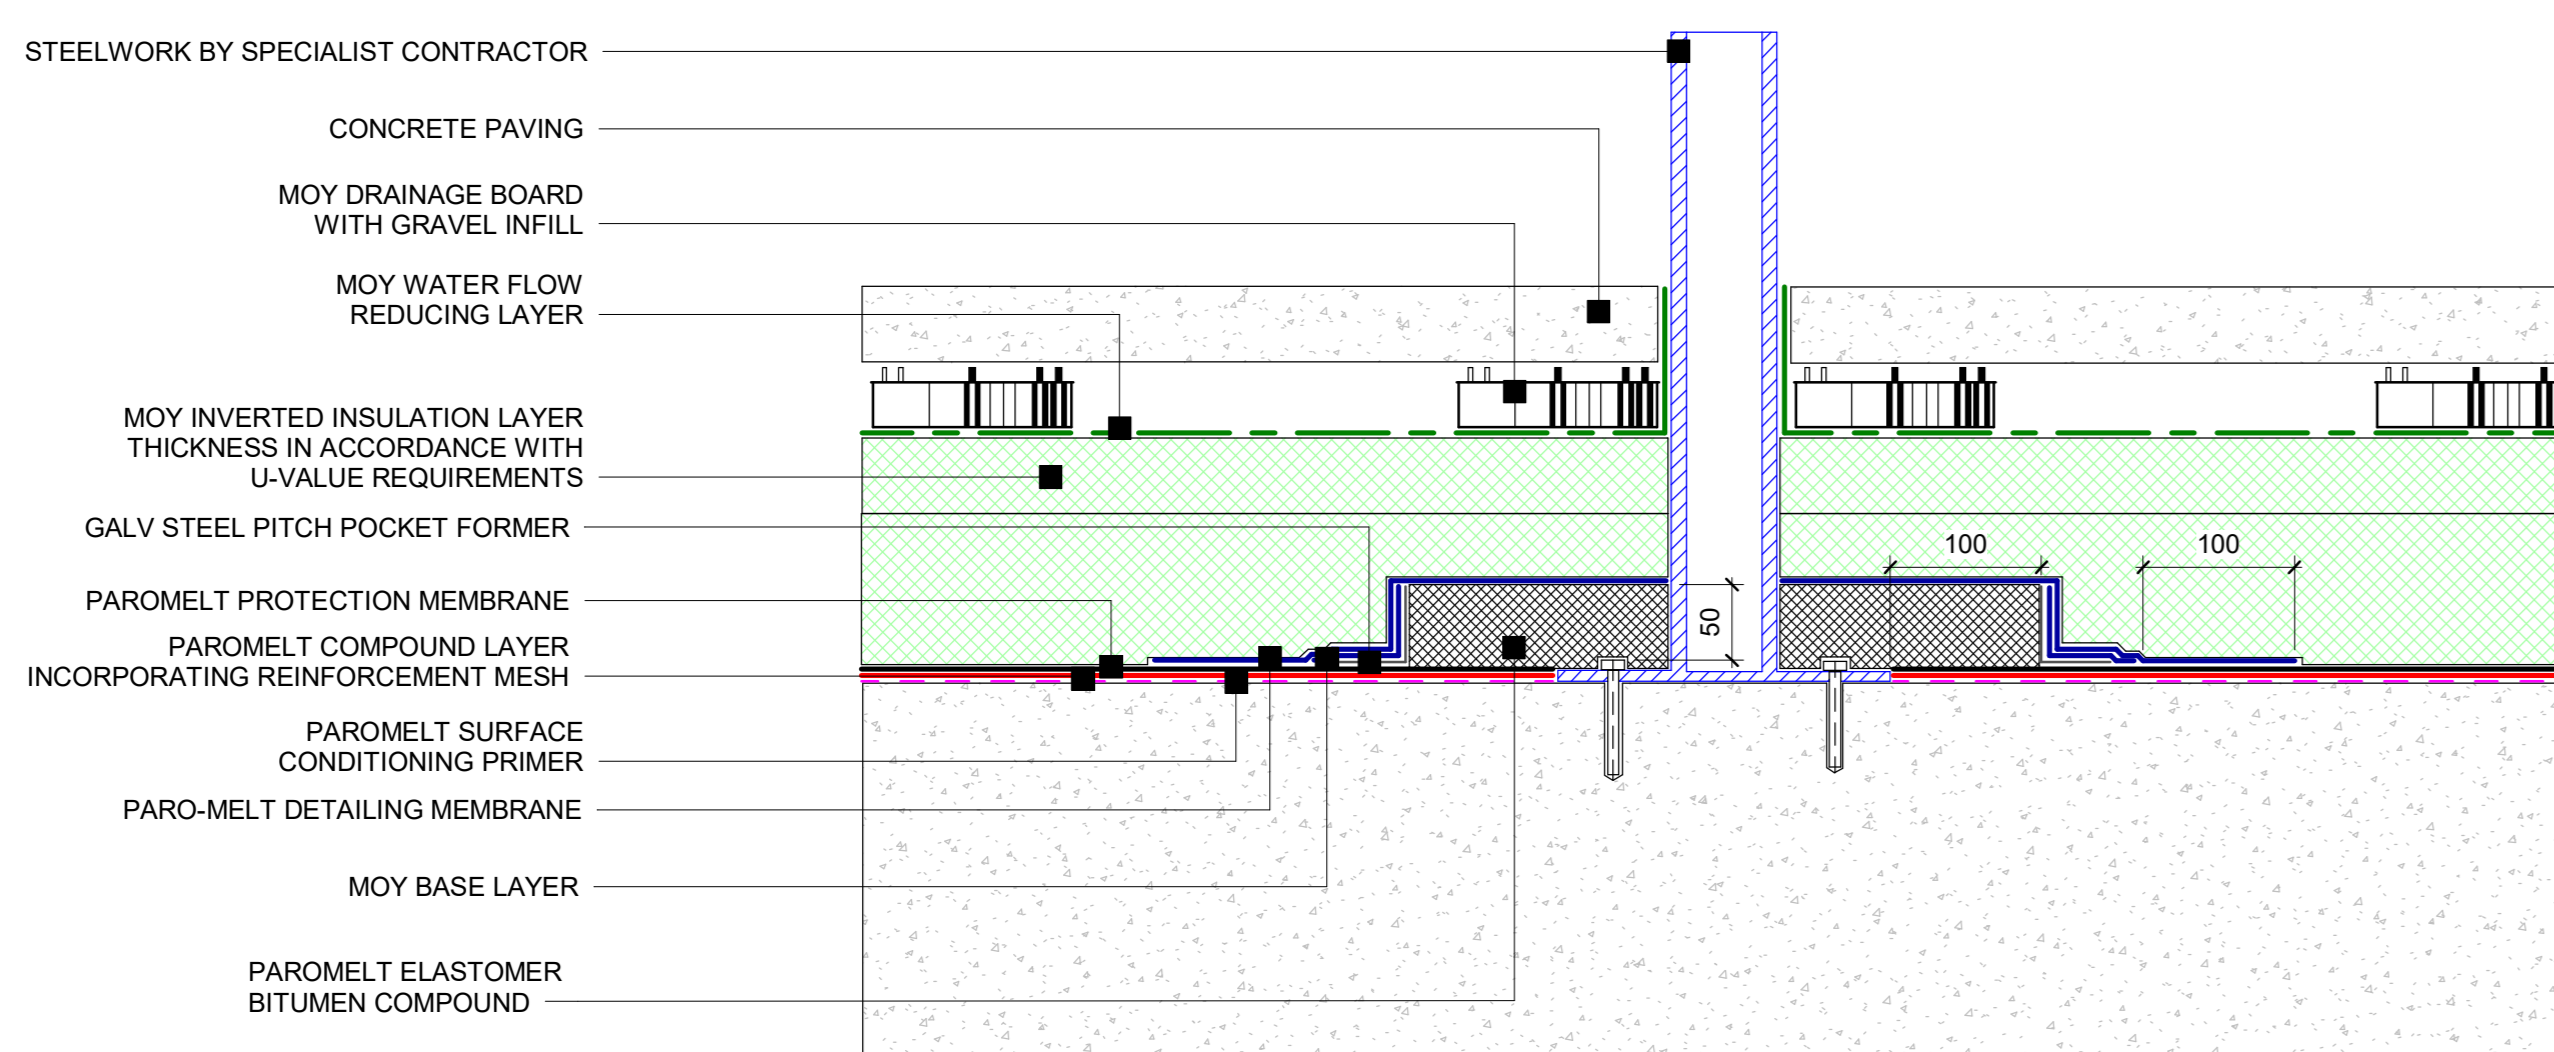 STEELWORK BY SPECIALIST CONTRACTOR
CONCRETE PAVING
MOY DRAINAGE BOARD
WITH GRAVEL INFILL
MOY WATER FLOW
REDUCING LAYER
MOY INVERTED INSULATION LAYER
THICKNESS IN ACCORDANCE WITH
U-VALUE REQUIREMENTS
GALV STEEL PITCH POCKET FORMER
PAROMELT PROTECTION MEMBRANE
PAROMELT COMPOUND LAYER
INCORPORATING REINFORCEMENT MESH
PAROMELT SURFACE
CONDITIONING PRIMER
PARO-MELT DETAILING MEMBRANE
MOY BASE LAYER
PAROMELT ELASTOMER
BITUMEN COMPOUND
50
100
100